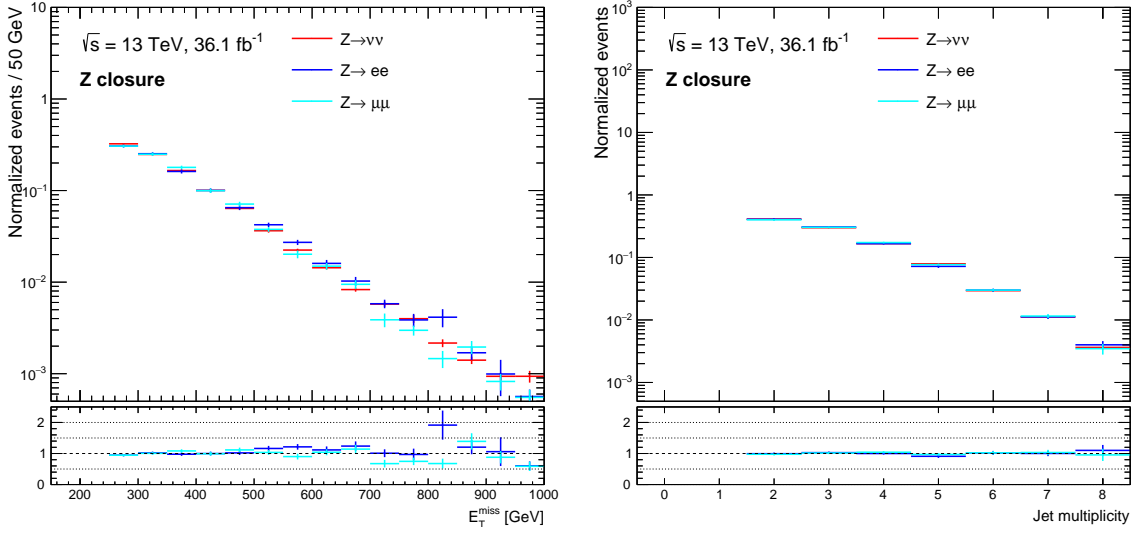 Normalized events / 50 GeV
10
1
10⁻¹
10⁻²
10⁻³
√s = 13 TeV, 36.1 fb⁻¹
Z closure
Z→νν
Z→ ee
Z→ μμ
2
1
0
200 300 400 500 600 700 800 900 1000
E_T^miss [GeV]
Normalized events
10³
10²
10
1
10⁻¹
10⁻²
10⁻³
√s = 13 TeV, 36.1 fb⁻¹
Z closure
Z→νν
Z→ ee
Z→ μμ
2
1
0
0 1 2 3 4 5 6 7 8
Jet multiplicity